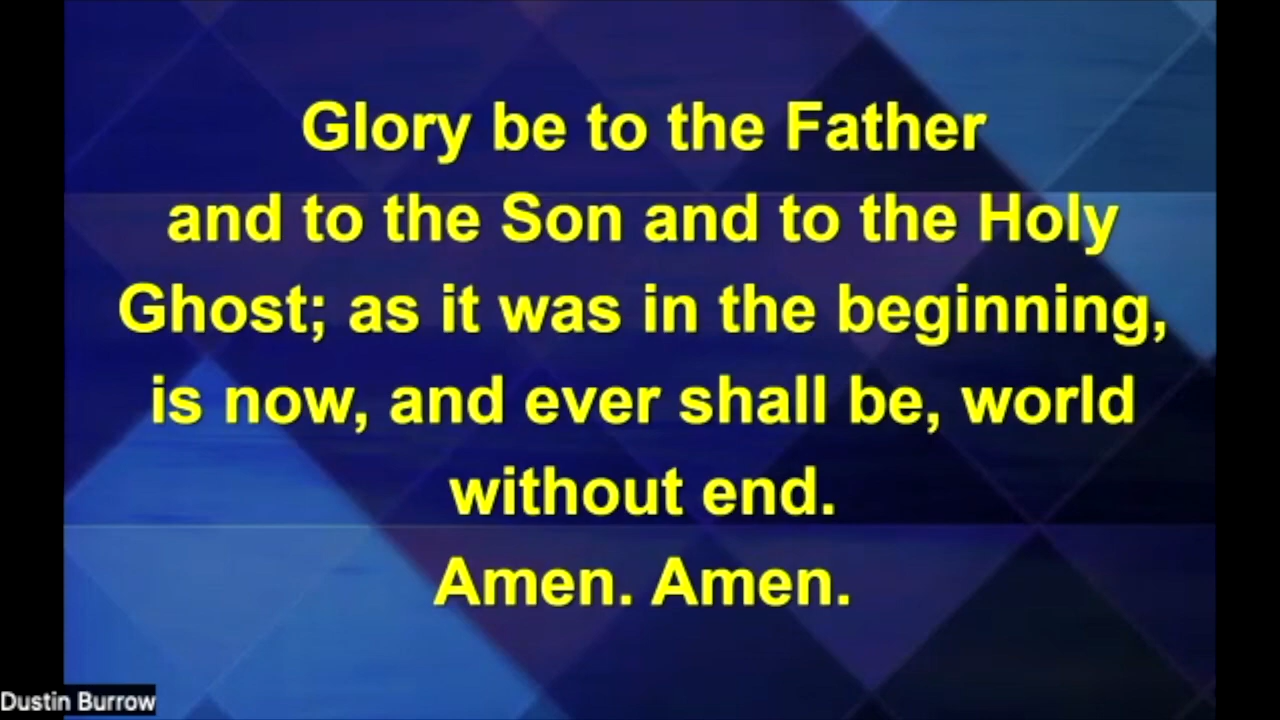 Glory be to the Father
and to the Son and to the Holy
Ghost; as it was in the beginning,
is now, and ever shall be, world
without end.
Amen. Amen.
Dustin Burrow